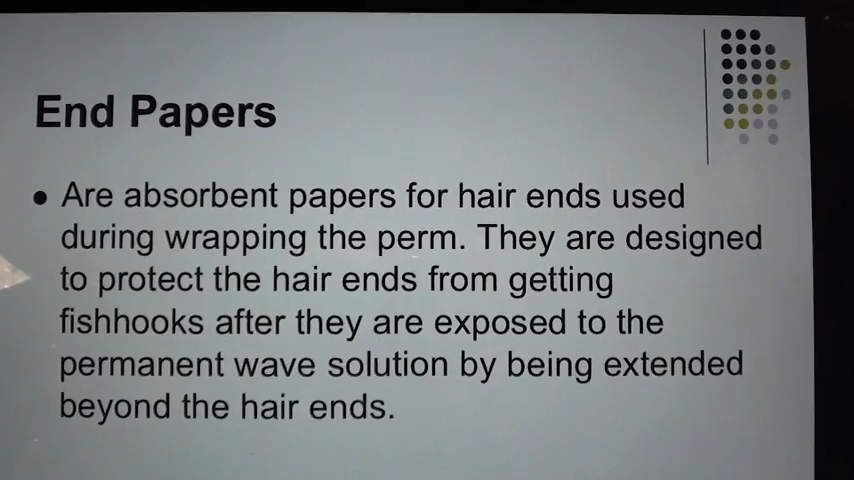 End Papers
● Are absorbent papers for hair ends used
during wrapping the perm. They are designed
to protect the hair ends from getting
fishhooks after they are exposed to the
permanent wave solution by being extended
beyond the hair ends.